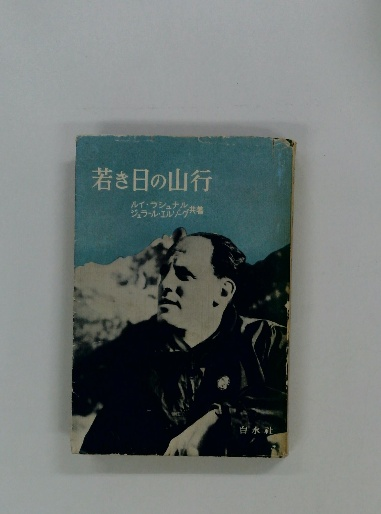 若き日の山行
ルイ・ラシュナル
ジェラール・エルゾーグ共著
白水社